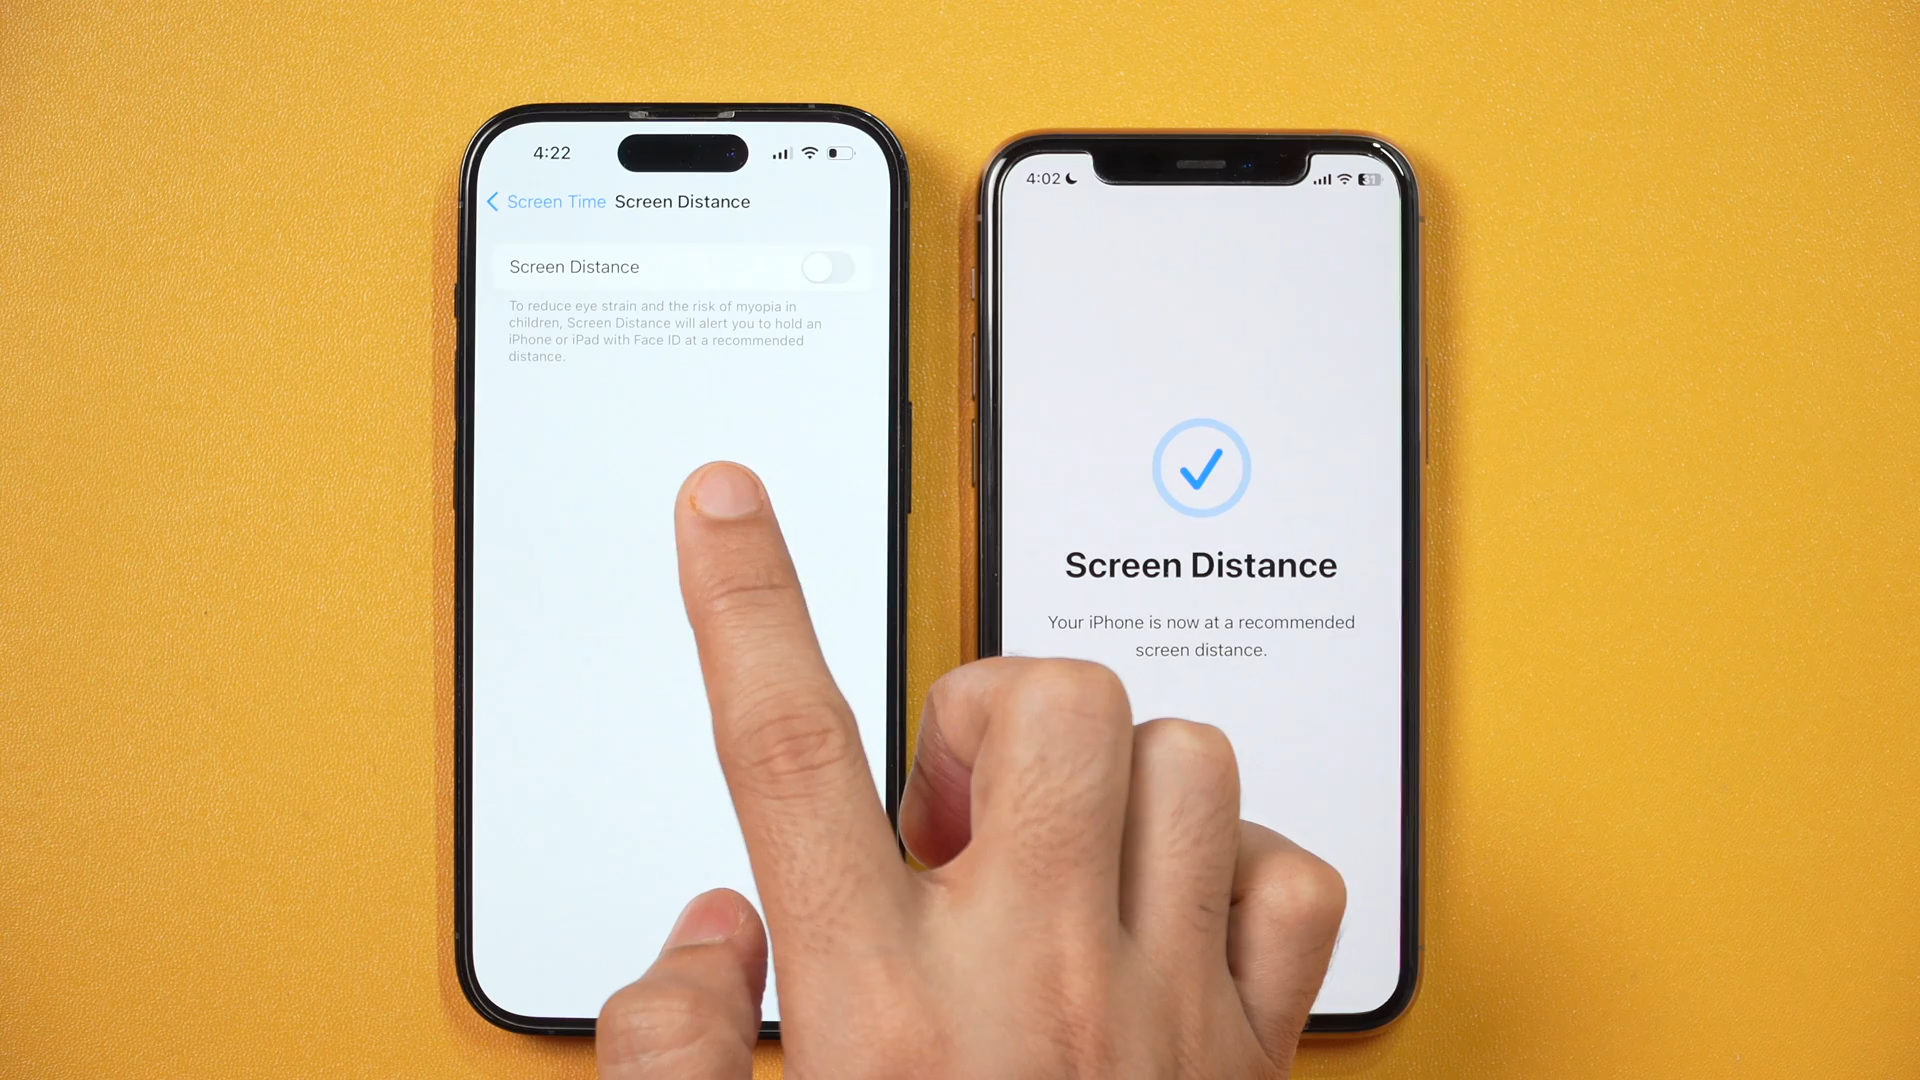 4:22
Screen Time Screen Distance
Screen Distance
To reduce eye strain and the risk of myopia in
children, Screen Distance will alert you to hold an
iPhone or iPad with Face ID at a recommended
distance.
4:02
31
Screen Distance
Your iPhone is now at a recommended
screen distance.